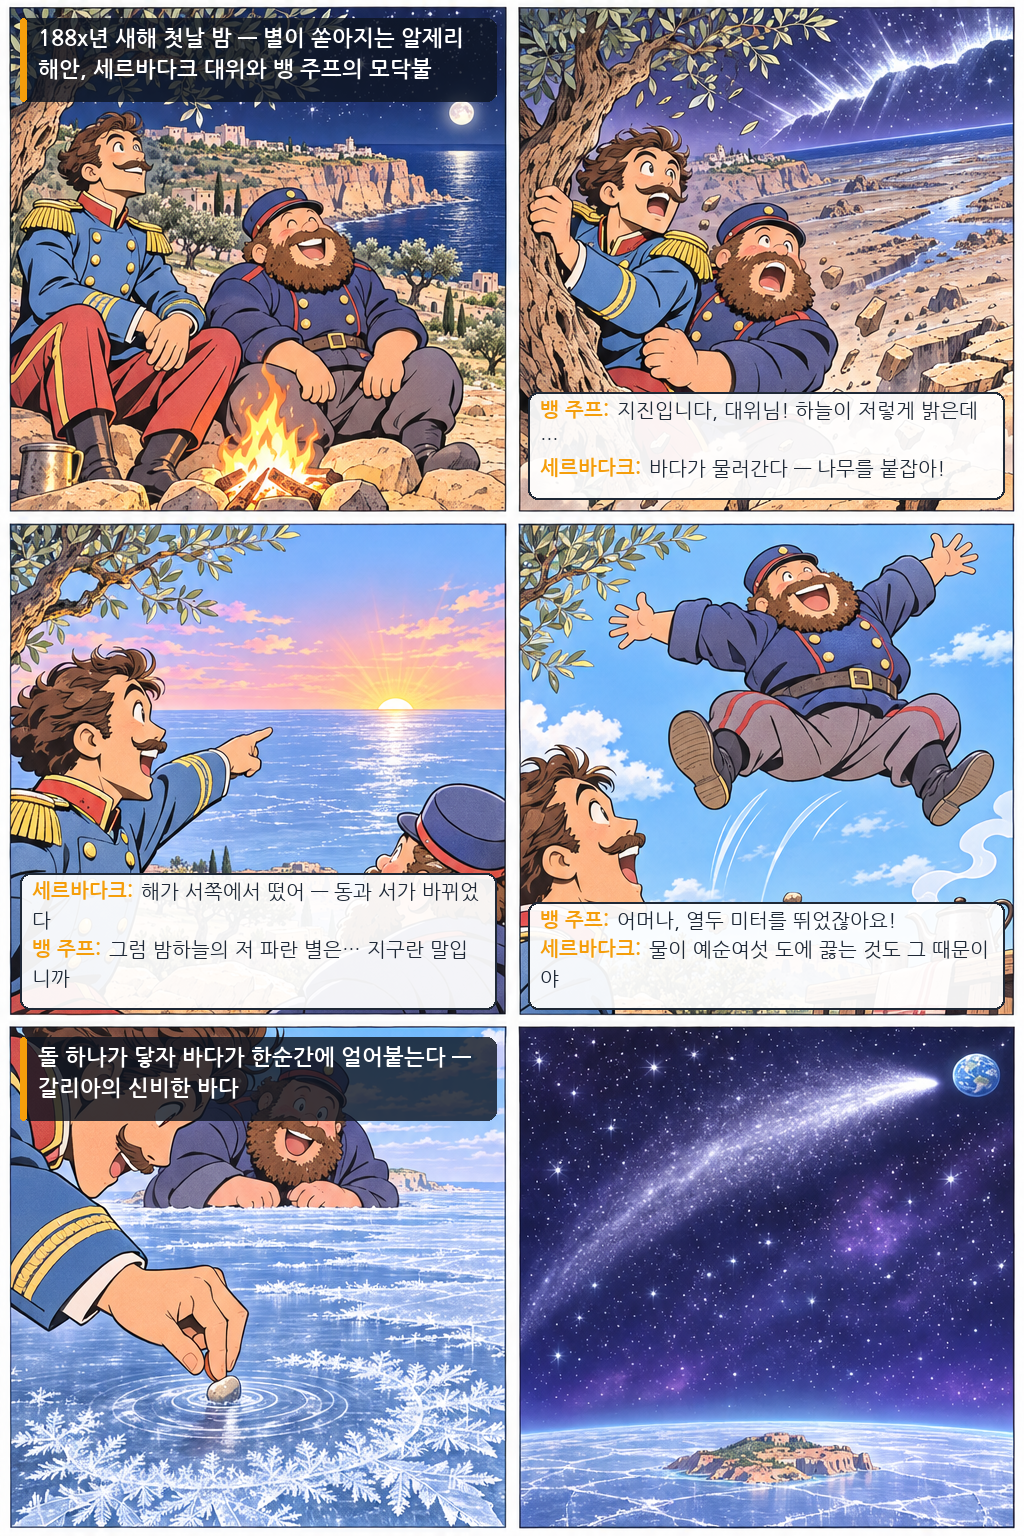 188x년 새해 첫날 밤 — 별이 쏟아지는 알제리
해안, 세르바다크 대위와 뱅 주프의 모닥불
뱅 주프: 지진입니다, 대위님! 하늘이 저렇게 밝은데
…
세르바다크: 바다가 물러간다 — 나무를 붙잡아!
세르바다크: 해가 서쪽에서 떴어 — 동과 서가 바뀌었
다
뱅 주프: 그럼 밤하늘의 저 파란 별은… 지구란 말입
니까
뱅 주프: 어머나, 열두 미터를 뛰었잖아요!
세르바다크: 물이 예순여섯 도에 끓는 것도 그 때문이
야
돌 하나가 닿자 바다가 한순간에 얼어붙는다 —
갈리아의 신비한 바다